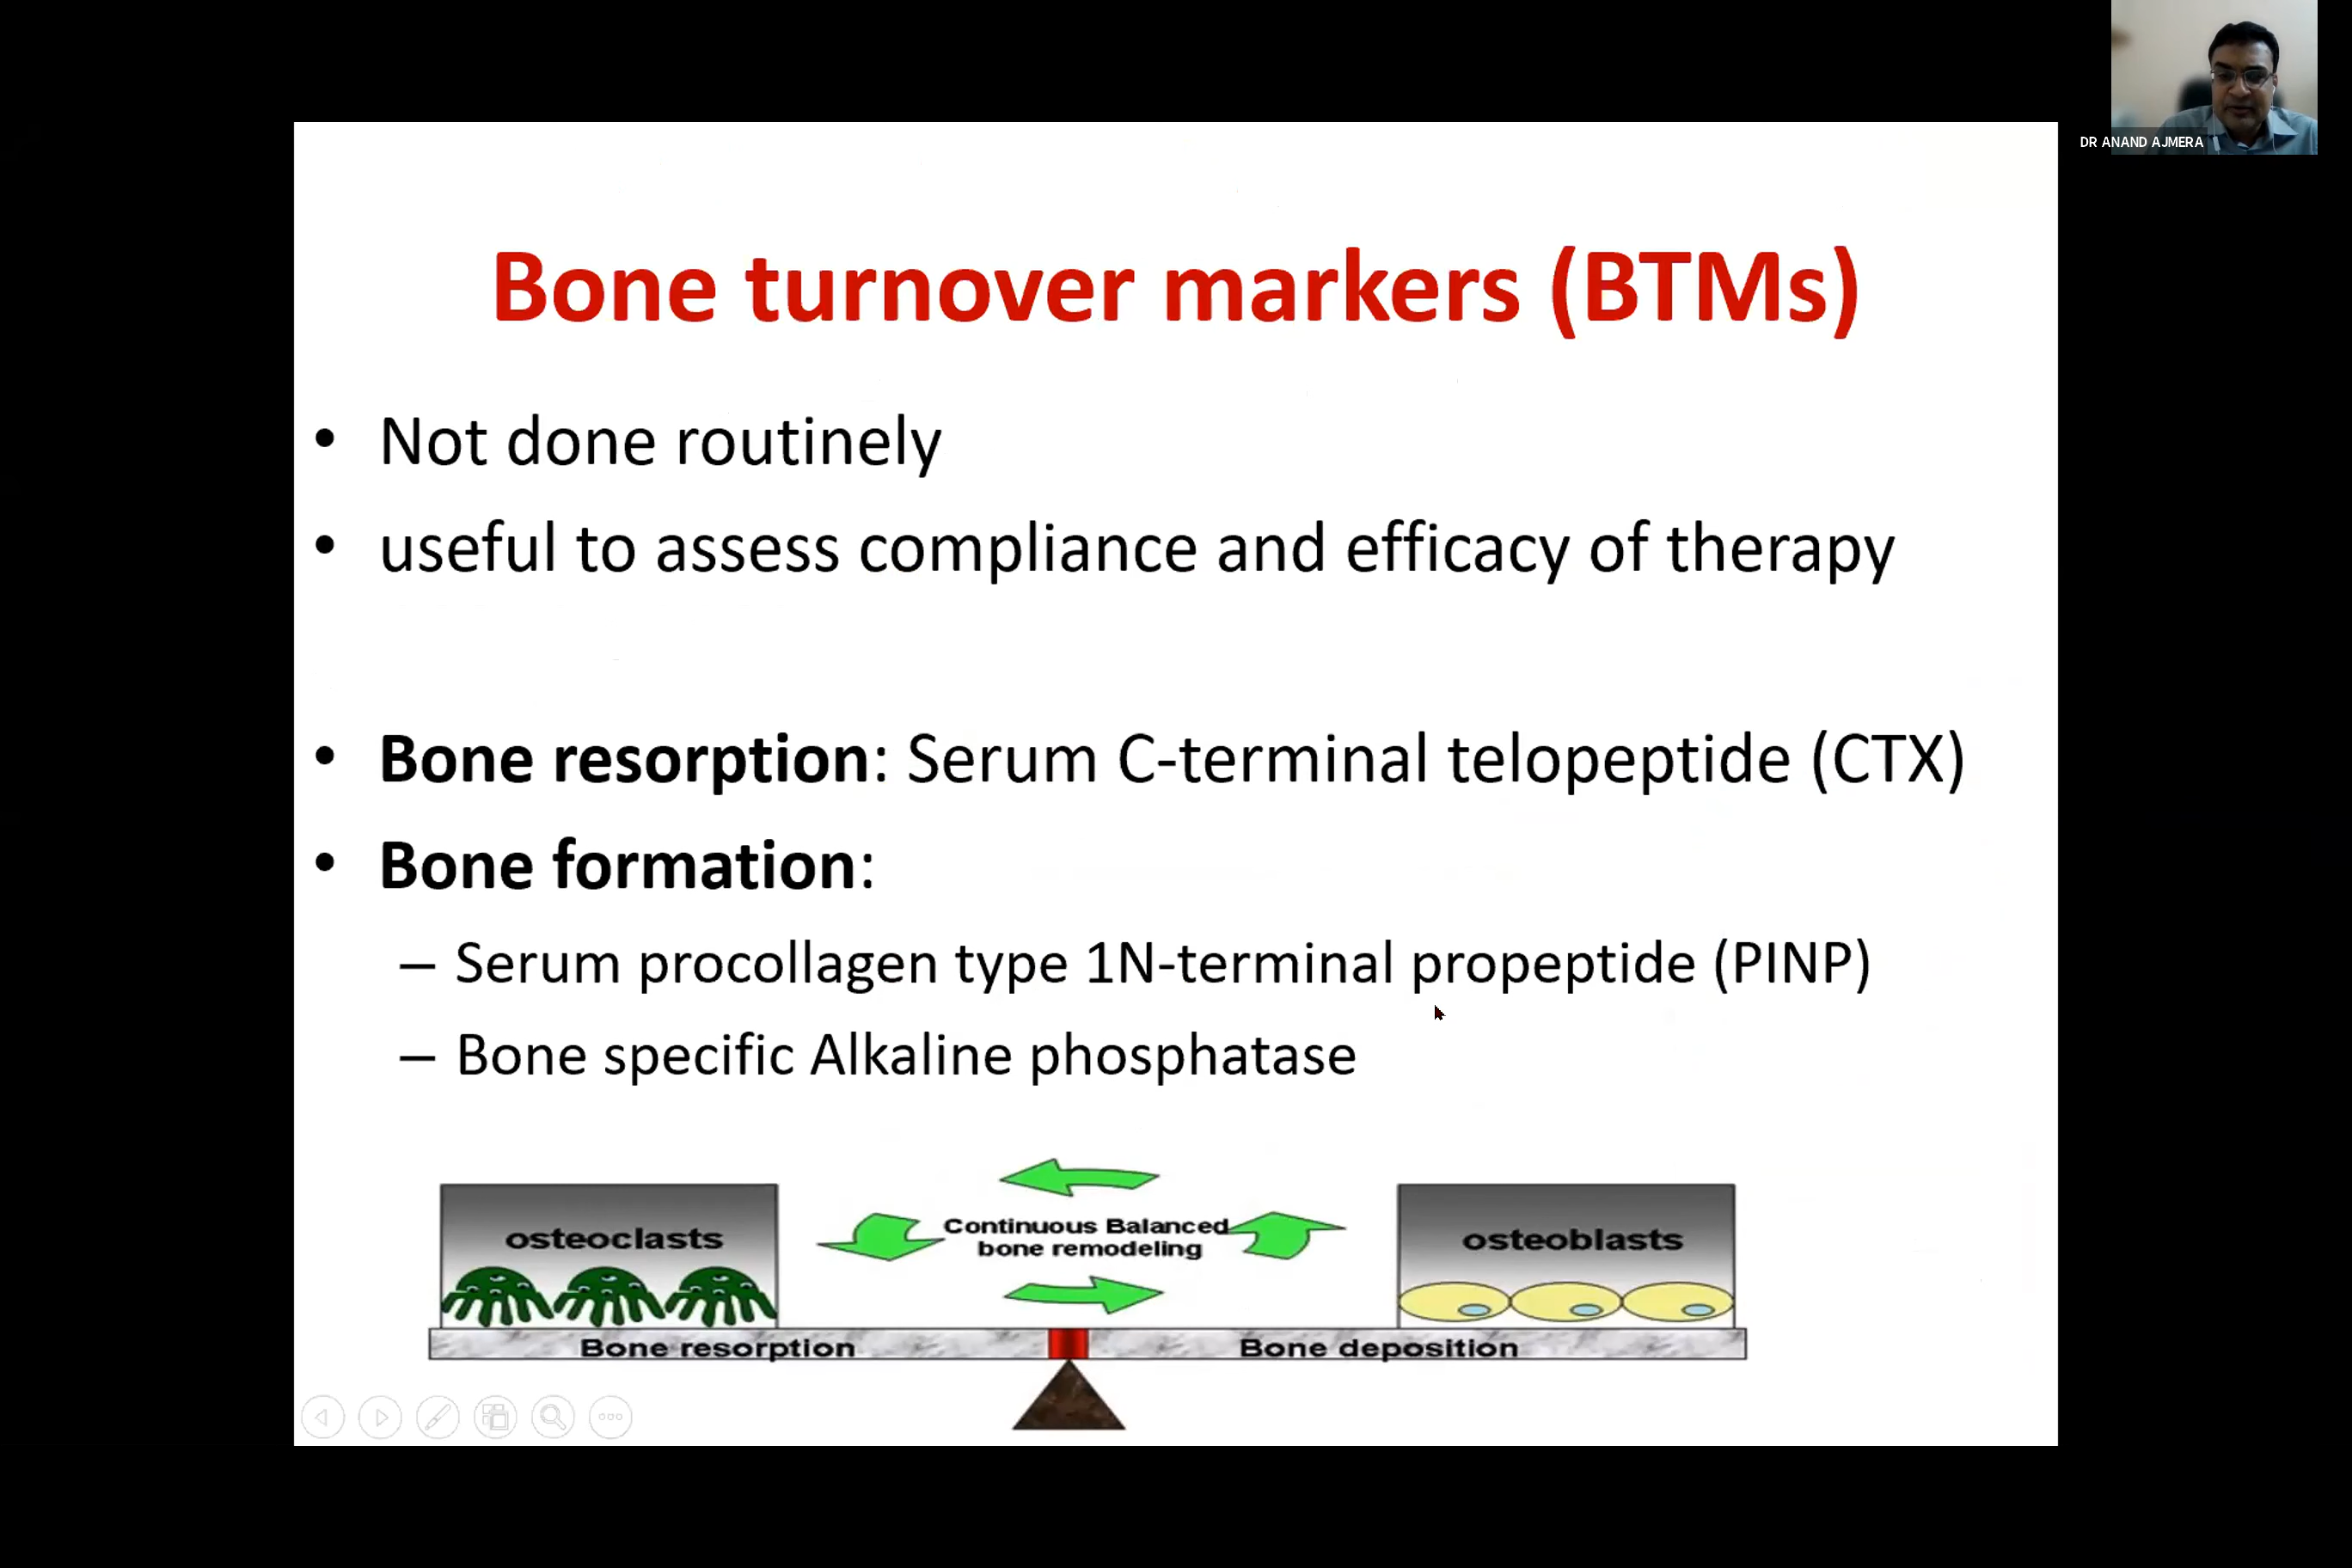 DR ANAND AJMERA
Bone turnover markers (BTMs)
• Not done routinely
• useful to assess compliance and efficacy of therapy
• Bone resorption: Serum C-terminal telopeptide (CTX)
• Bone formation:
– Serum procollagen type 1N-terminal propeptide (PINP)
– Bone specific Alkaline phosphatase
osteoclasts
Continuous Balanced
bone remodeling
osteoblasts
Bone resorption
Bone deposition